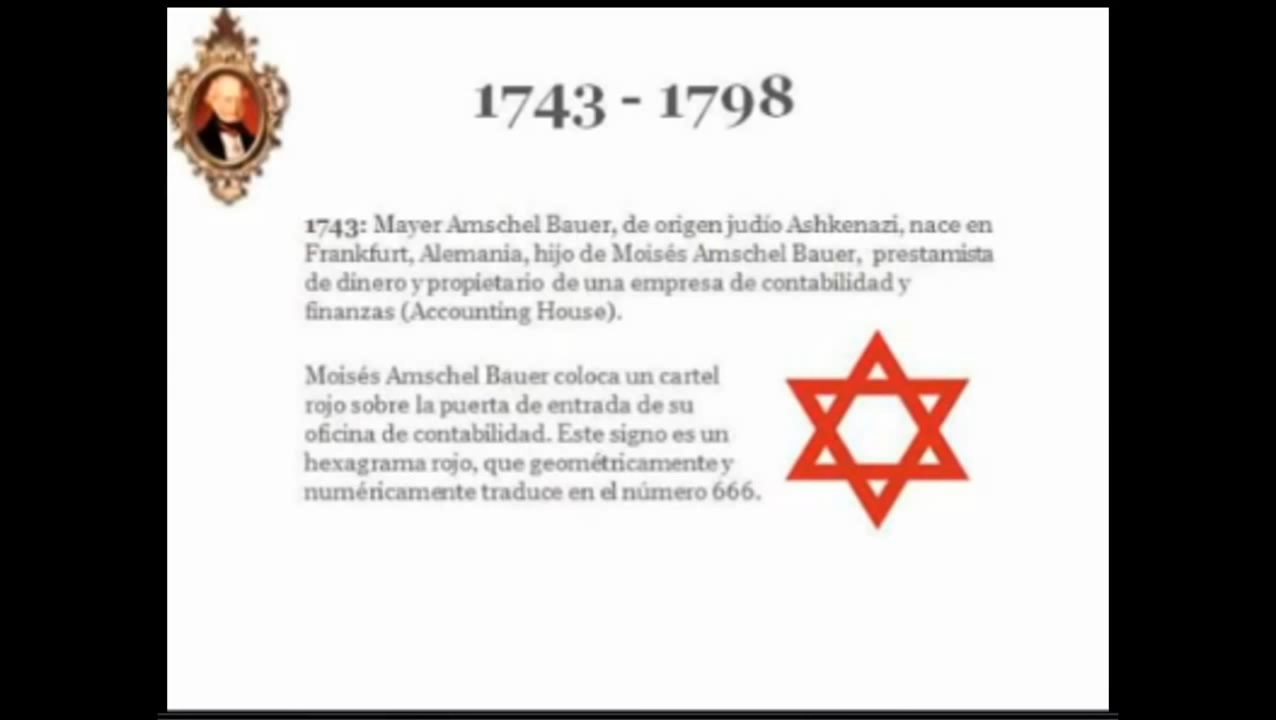 1743 - 1798
1743: Mayer Amschel Bauer, de origen judío Ashkenazi, nace en
Frankfurt, Alemania, hijo de Moisés Amschel Bauer, prestamista
de dinero y propietario de una empresa de contabilidad y
finanzas (Accounting House).
Moisés Amschel Bauer coloca un cartel
rojo sobre la puerta de entrada de su
oficina de contabilidad. Este signo es un
hexagrama rojo, que geométricamente y
numéricamente traduce en el número 666.